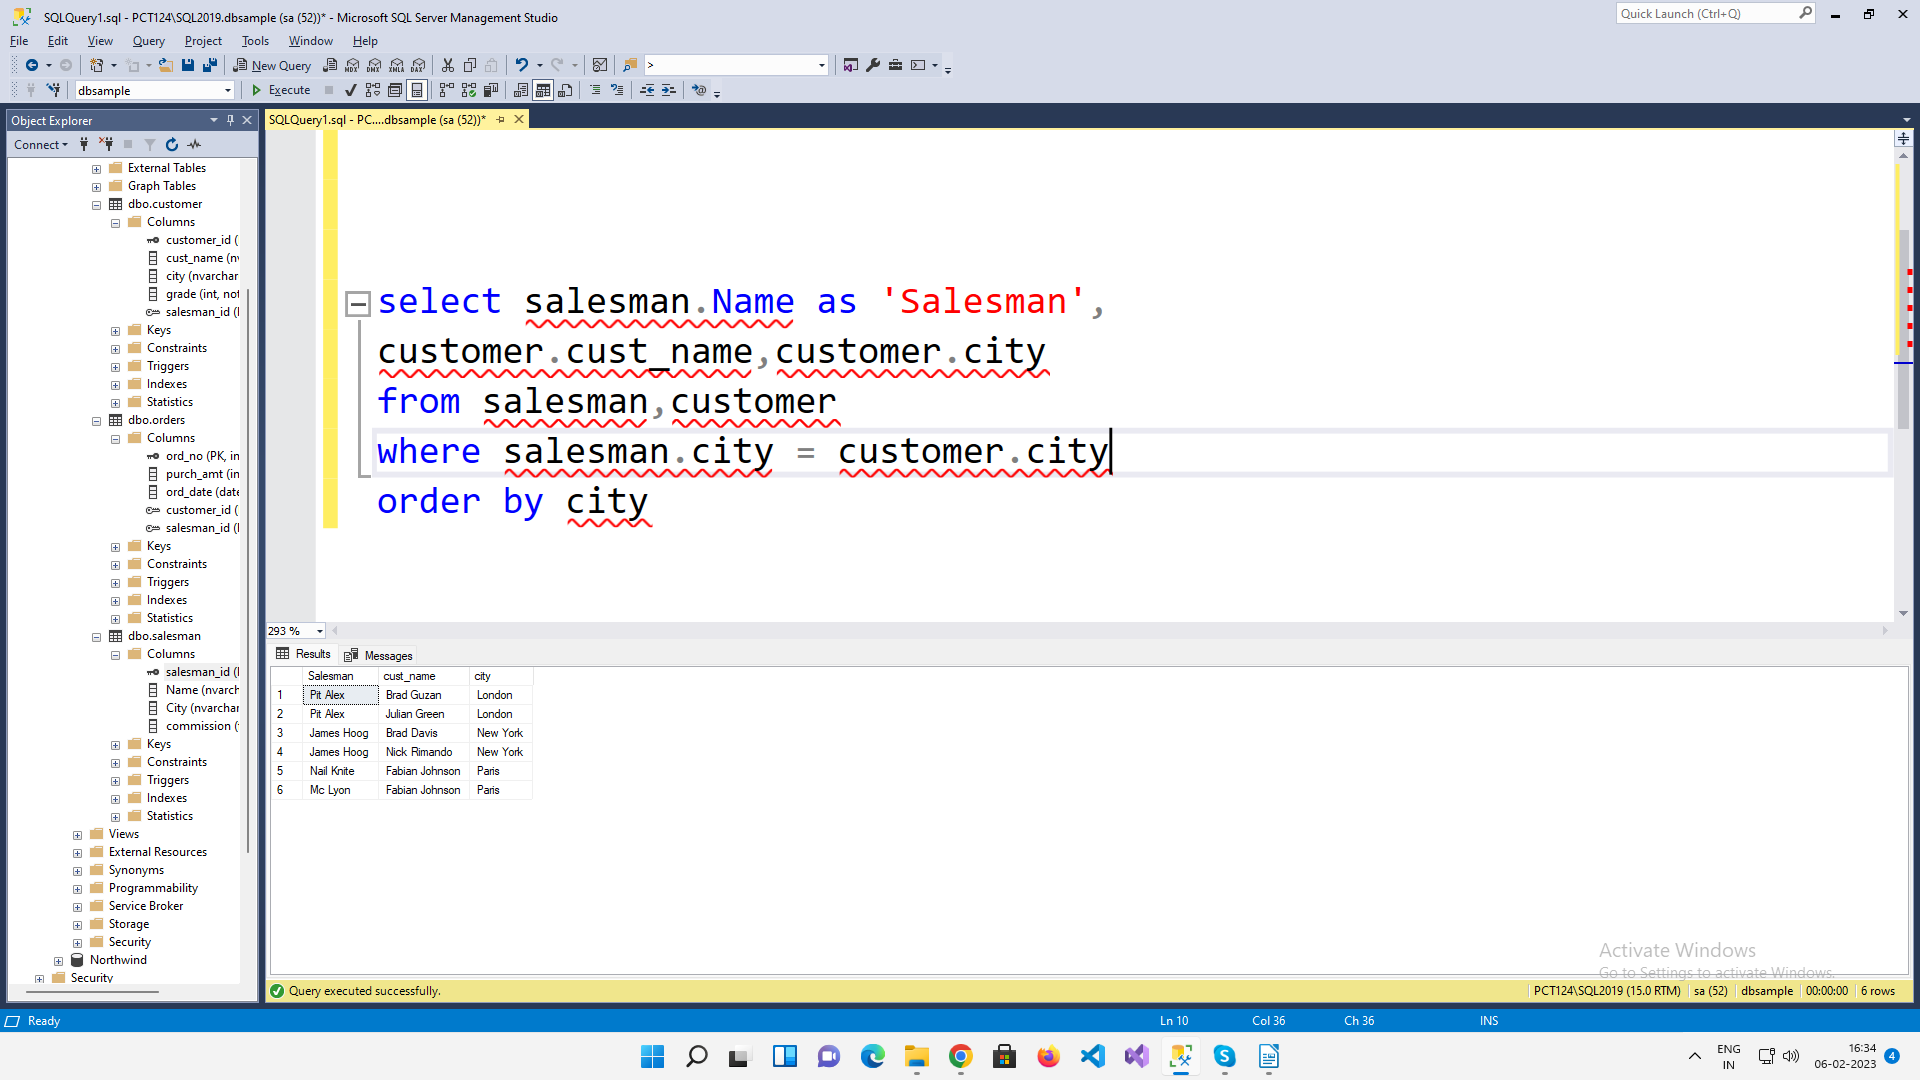 SQLQuery1.sql - PCT124\SQL2019.dbsample (sa (52))* - Microsoft SQL Server Management Studio
Quick Launch (Ctrl+Q)
File Edit View Query Project Tools Window Help
New Query MDX DMX XMLA DAX >
dbsample Execute
Object Explorer
SQLQuery1.sql - PC....dbsample (sa (52))*
Connect
External Tables
Graph Tables
dbo.customer
Columns
customer_id (
cust_name (n
city (nvarchar
grade (int, not
salesman_id (
Keys
Constraints
Triggers
Indexes
Statistics
dbo.orders
Columns
ord_no (PK, in
purch_amt (in
ord_date (date
customer_id (
salesman_id (
Keys
Constraints
Triggers
Indexes
Statistics
dbo.salesman
Columns
salesman_id (
Name (nvarch
City (nvarchar
commission (
Keys
Constraints
Triggers
Indexes
Statistics
Views
External Resources
Synonyms
Programmability
Service Broker
Storage
Security
Northwind
Security
select salesman.Name as 'Salesman',
customer.cust_name,customer.city
from salesman,customer
where salesman.city = customer.city
order by city
293 %
Results Messages
Salesman cust_name city
1 Pit Alex Brad Guzan London
2 Pit Alex Julian Green London
3 James Hoog Brad Davis New York
4 James Hoog Nick Rimando New York
5 Nail Knite Fabian Johnson Paris
6 Mc Lyon Fabian Johnson Paris
Activate Windows
Go to Settings to activate Windows.
Query executed successfully. PCT124\SQL2019 (15.0 RTM) sa (52) dbsample 00:00:00 6 rows
Ready Ln 10 Col 36 Ch 36 INS
ENG
IN
16:34
06-02-2023
4